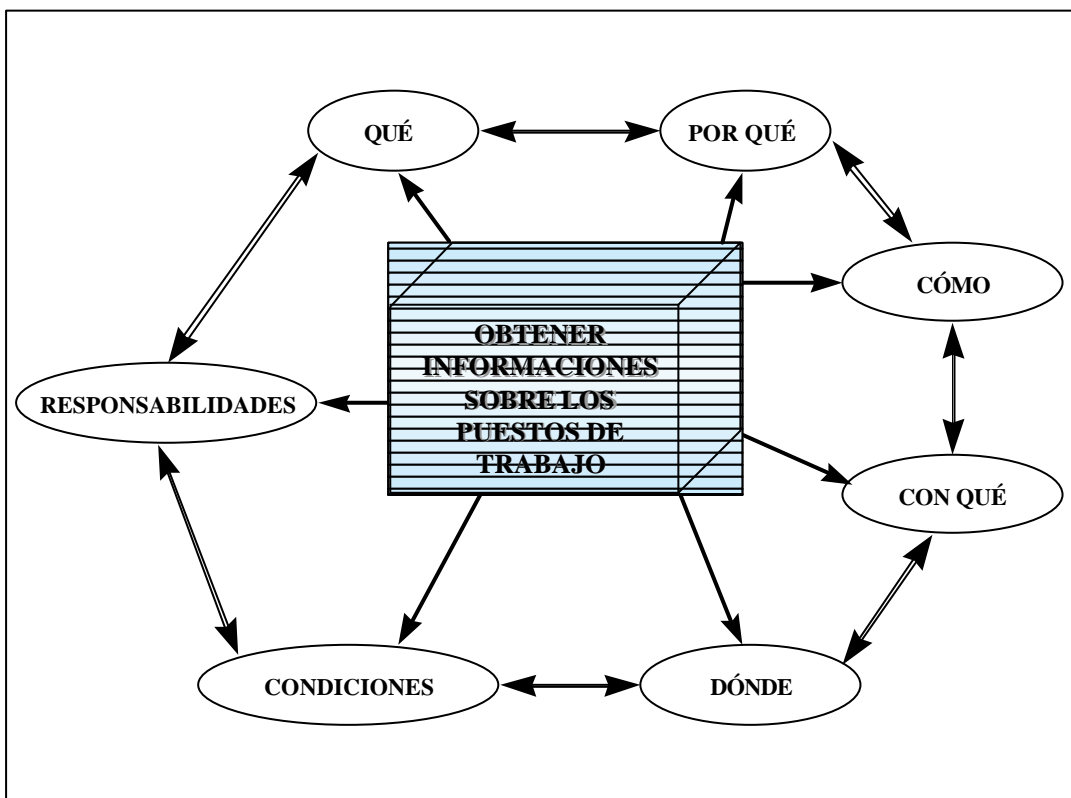 QUÉ
POR QUÉ
CÓMO
OBTENER
INFORMACIONES
SOBRE LOS
PUESTOS DE
TRABAJO
RESPONSABILIDADES
CON QUÉ
CONDICIONES
DÓNDE